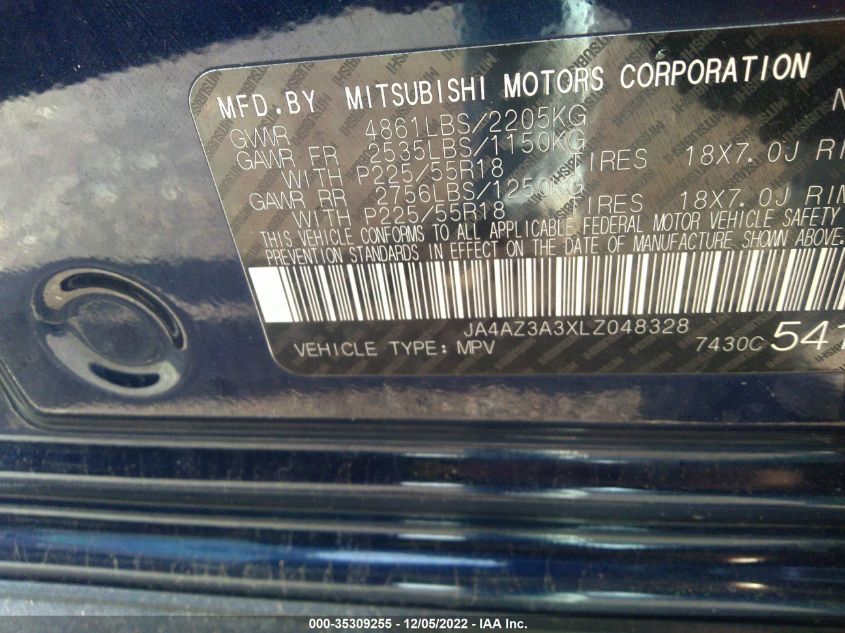 MFD.BY MITSUBISHI MOTORS CORPORATION
GVWR 4861LBS/2205KG
GAWR FR 2535LBS/1150KG
WITH P225/55R18 TIRES 18X7.0J
GAWR RR 2756LBS/1250KG
WITH P225/55R18 TIRES 18X7.0J
THIS VEHICLE CONFORMS TO ALL APPLICABLE FEDERAL MOTOR VEHICLE SAFETY
PREVENTION STANDARDS IN EFFECT ON THE DATE OF MANUFACTURE SHOWN ABOVE.
JA4AZ3A3XLZ048328
VEHICLE TYPE: MPV 7430C 541
000-35309255 - 12/05/2022 - IAA Inc.